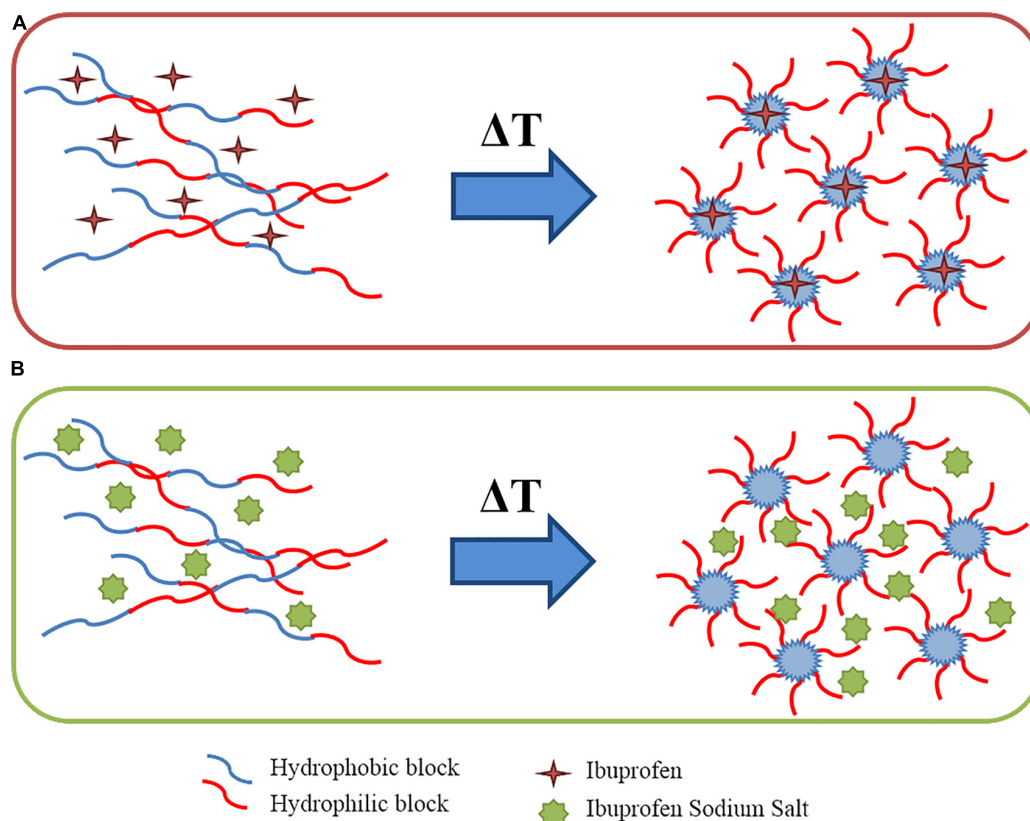 A
ΔT
B
ΔT
Hydrophobic block
Hydrophilic block
Ibuprofen
Ibuprofen Sodium Salt